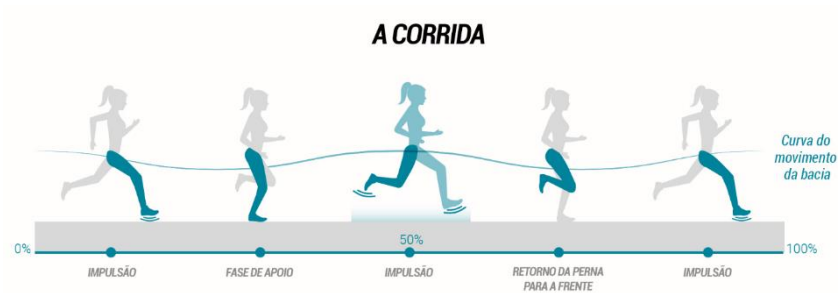 A CORRIDA
Curva do
movimento
da bacia
0%
50%
100%
IMPULSÃO
FASE DE APOIO
IMPULSÃO
RETORNO DA PERNA
PARA A FRENTE
IMPULSÃO